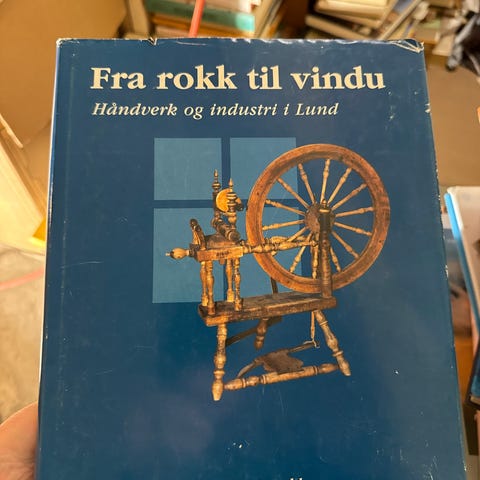 Fra rokk til vindu
Håndverk og industri i Lund